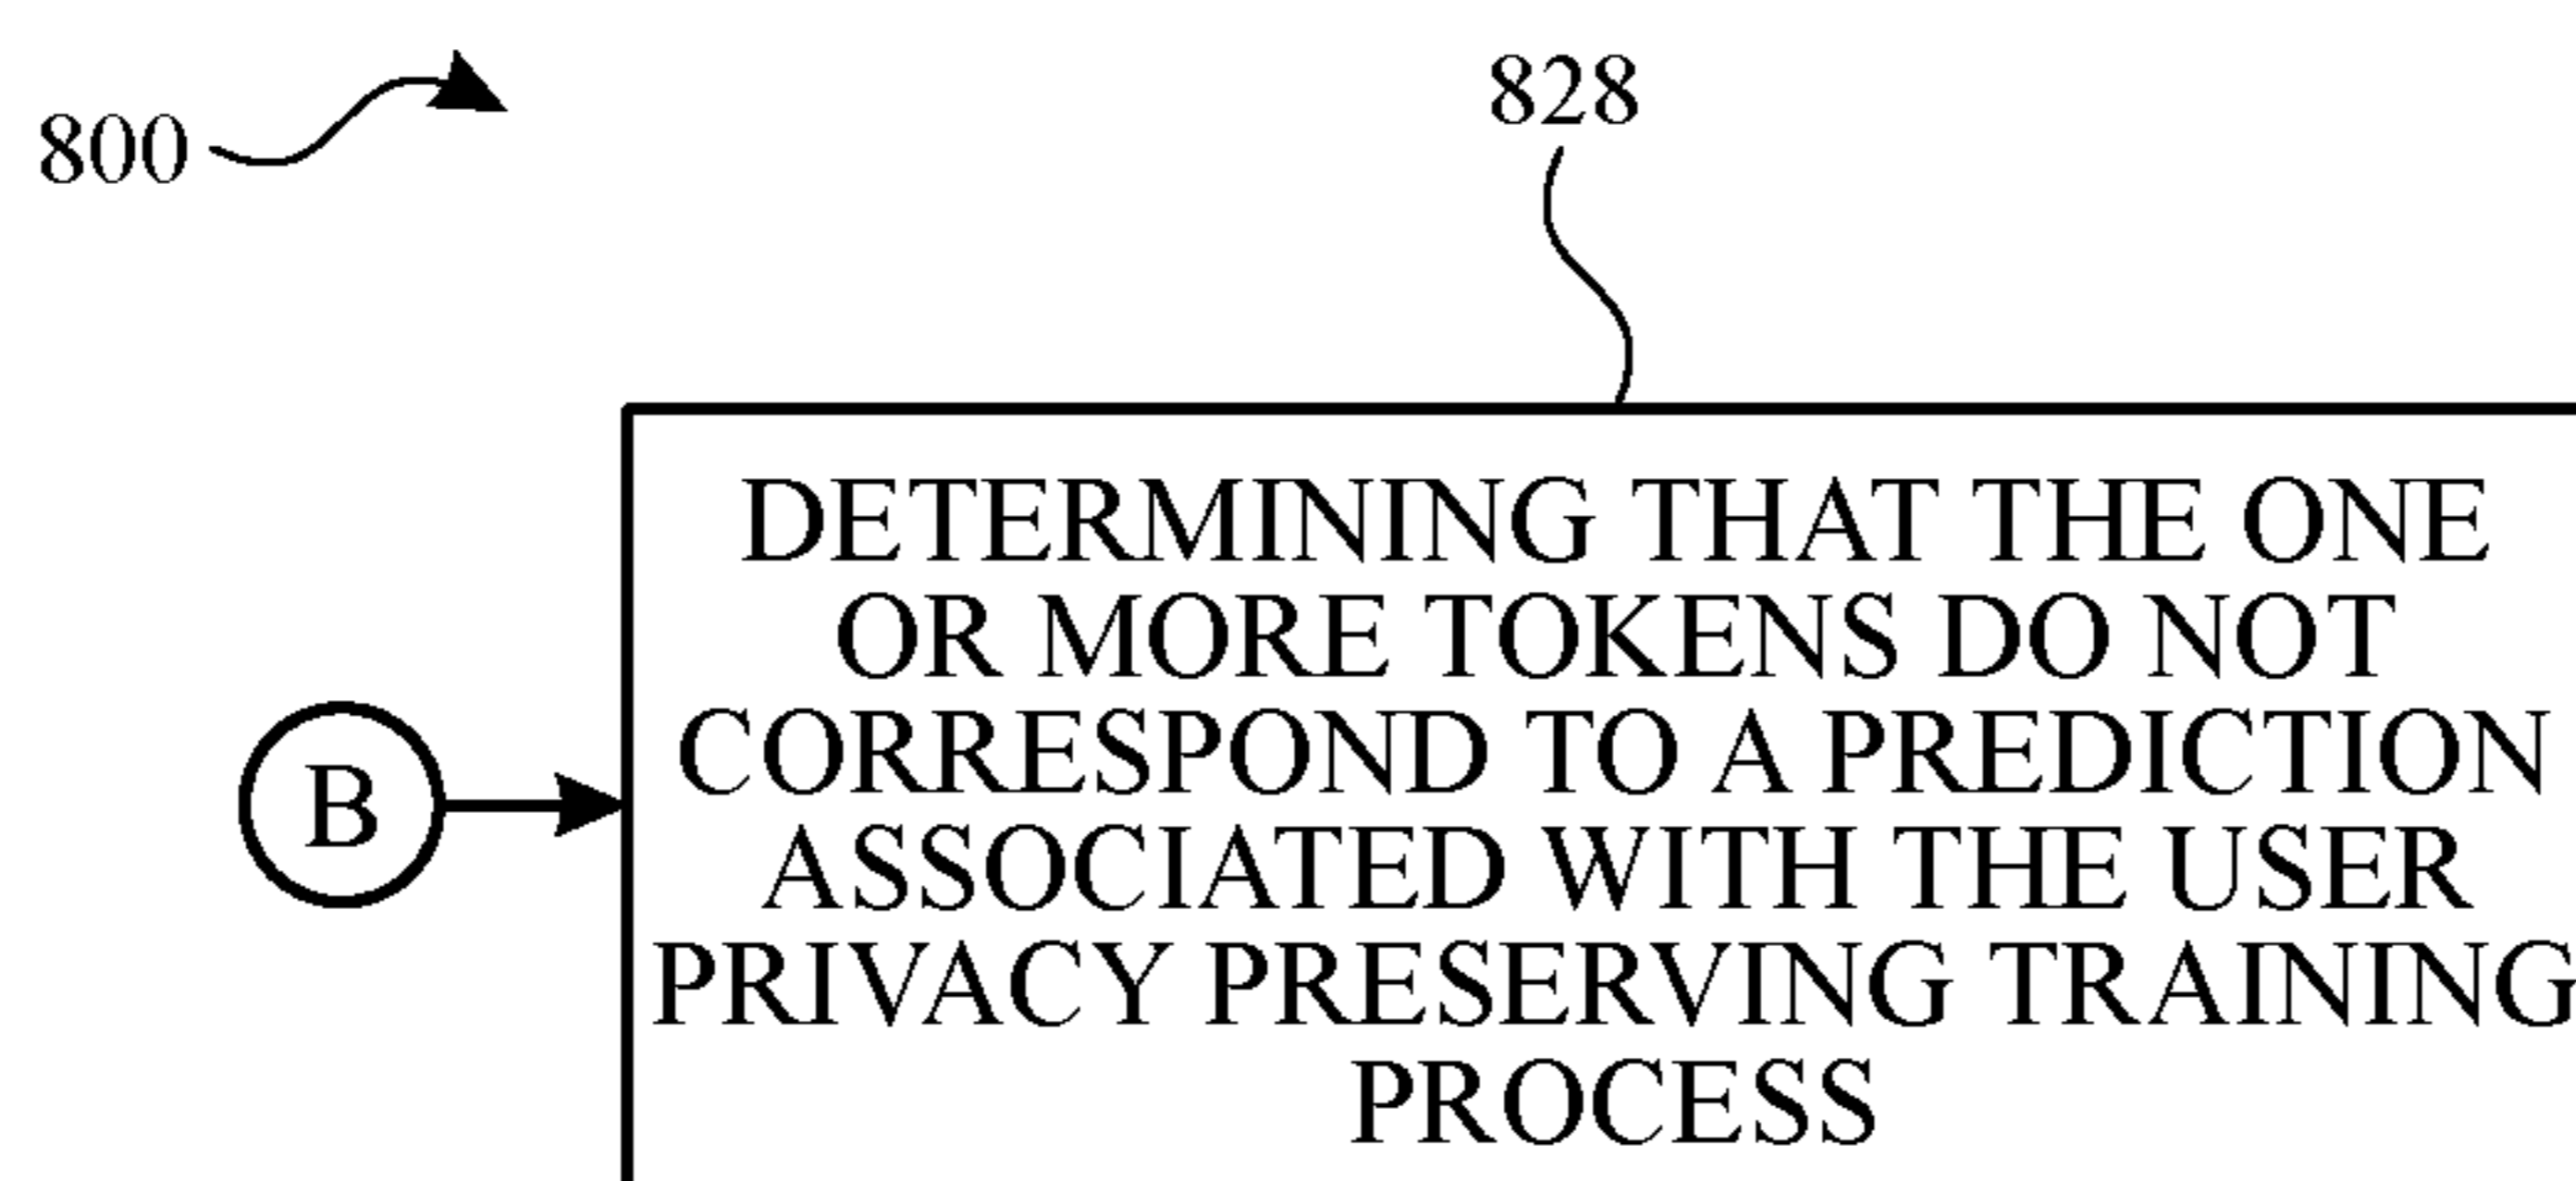 800
828
DETERMINING THAT THE ONE
OR MORE TOKENS DO NOT
CORRESPOND TO A PREDICTION
ASSOCIATED WITH THE USER
B
PRIVACY PRESERVING TRAINING
PROCESS